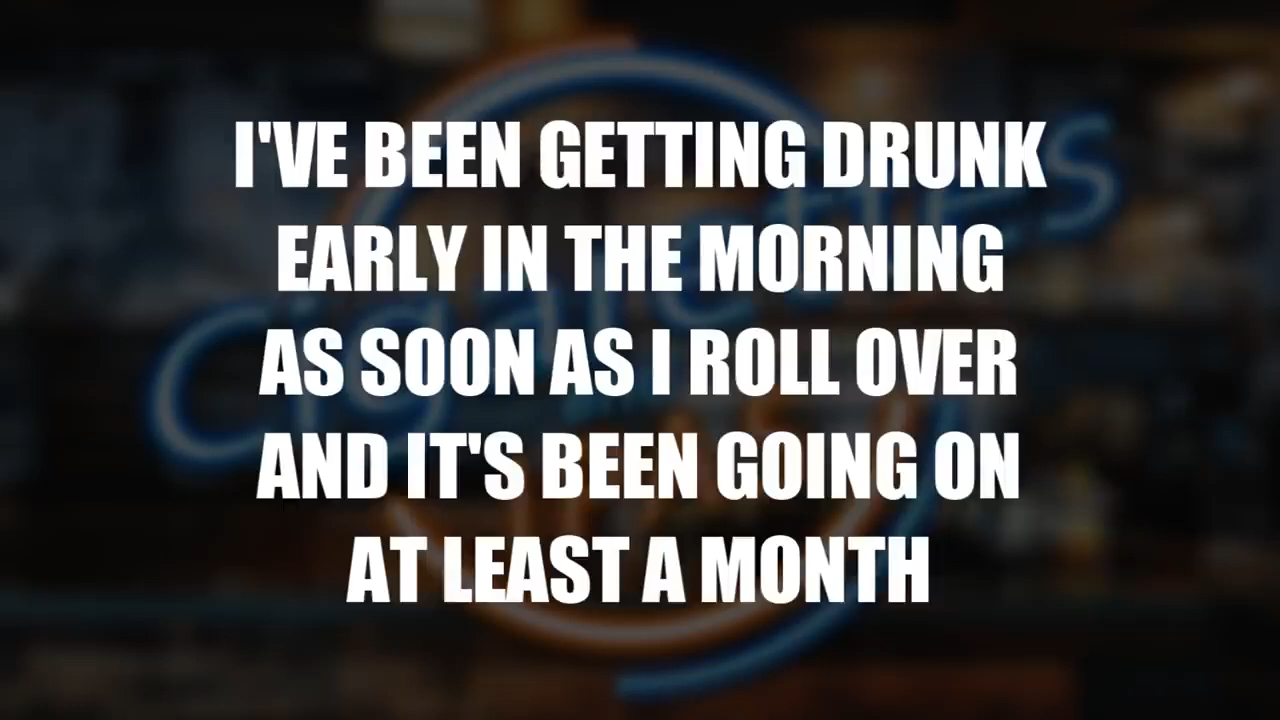 I'VE BEEN GETTING DRUNK
EARLY IN THE MORNING
AS SOON AS I ROLL OVER
AND IT'S BEEN GOING ON
AT LEAST A MONTH
cigarettes